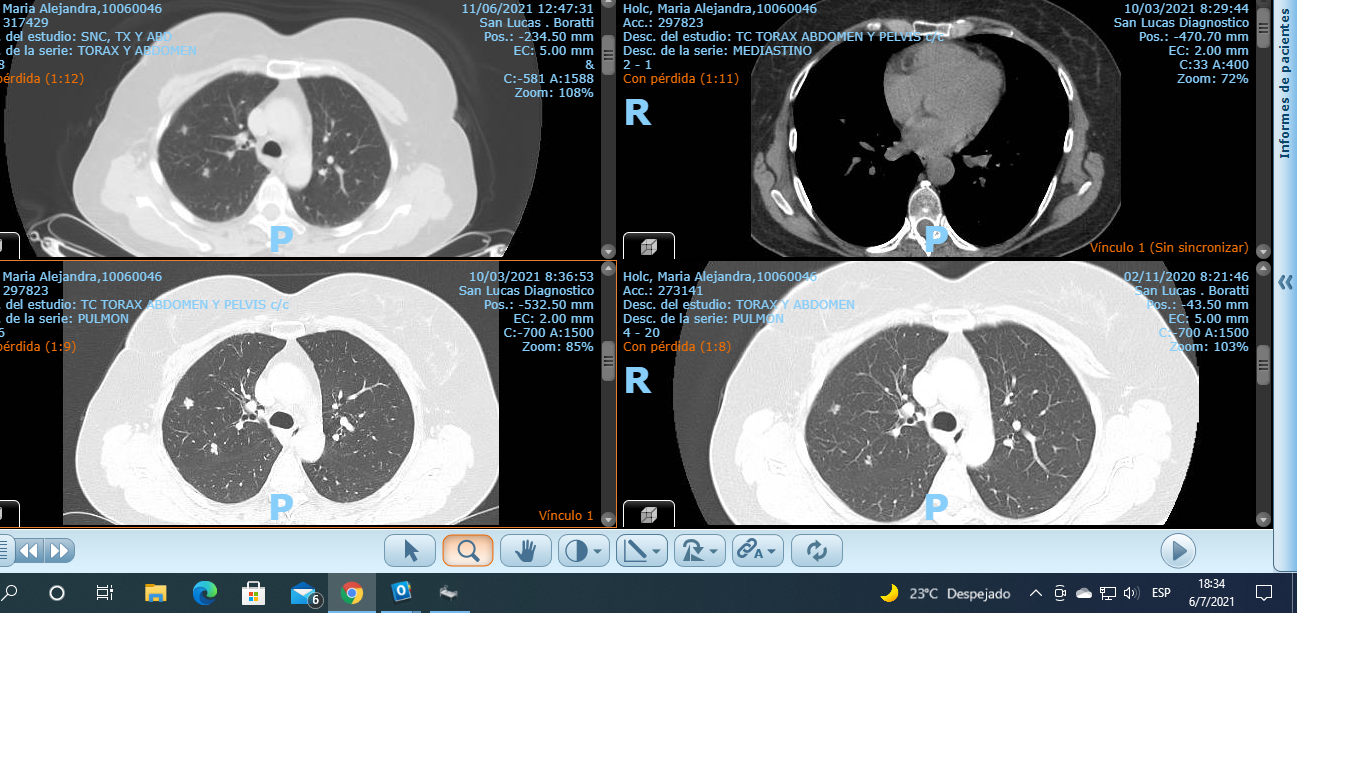 Maria Alejandra,10060046
317429
. del estudio: SNC, TX Y ABD
. de la serie: TORAX Y ABDOMEN
8
pérdida (1:12)
11/06/2021 12:47:31
San Lucas . Boratti
Pos.: -234.50 mm
EC: 5.00 mm
&
C:-581 A:1588
Zoom: 108%
P
Holc, Maria Alejandra,10060046
Acc.: 297823
Desc. del estudio: TC TORAX ABDOMEN Y PELVIS c/c
Desc. de la serie: MEDIASTINO
2 - 1
Con pérdida (1:11)
R
10/03/2021 8:29:44
San Lucas Diagnostico
Pos.: -470.70 mm
EC: 2.00 mm
C:33 A:400
Zoom: 72%
P
Vínculo 1 (Sin sincronizar)
Informes de pacientes
Maria Alejandra,10060046
297823
. del estudio: TC TORAX ABDOMEN Y PELVIS c/c
. de la serie: PULMON
6
pérdida (1:9)
10/03/2021 8:36:53
San Lucas Diagnostico
Pos.: -532.50 mm
EC: 2.00 mm
C:-700 A:1500
Zoom: 85%
P
Vínculo 1
Holc, Maria Alejandra,10060046
Acc.: 273141
Desc. del estudio: TORAX Y ABDOMEN
Desc. de la serie: PULMON
4 - 20
Con pérdida (1:8)
R
02/11/2020 8:21:46
San Lucas . Boratti
Pos.: -43.50 mm
EC: 5.00 mm
C:-700 A:1500
Zoom: 103%
P
A
6
23°C Despejado
ESP
18:34
6/7/2021